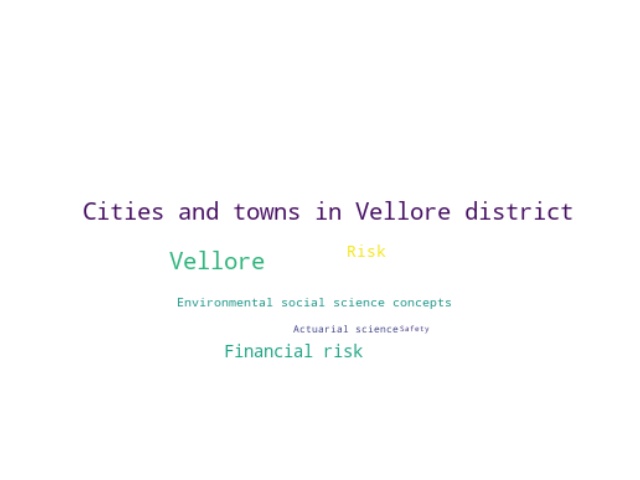 Cities and towns in Vellore district
Risk
Vellore
Environmental social science concepts
Actuarial science Safety
Financial risk